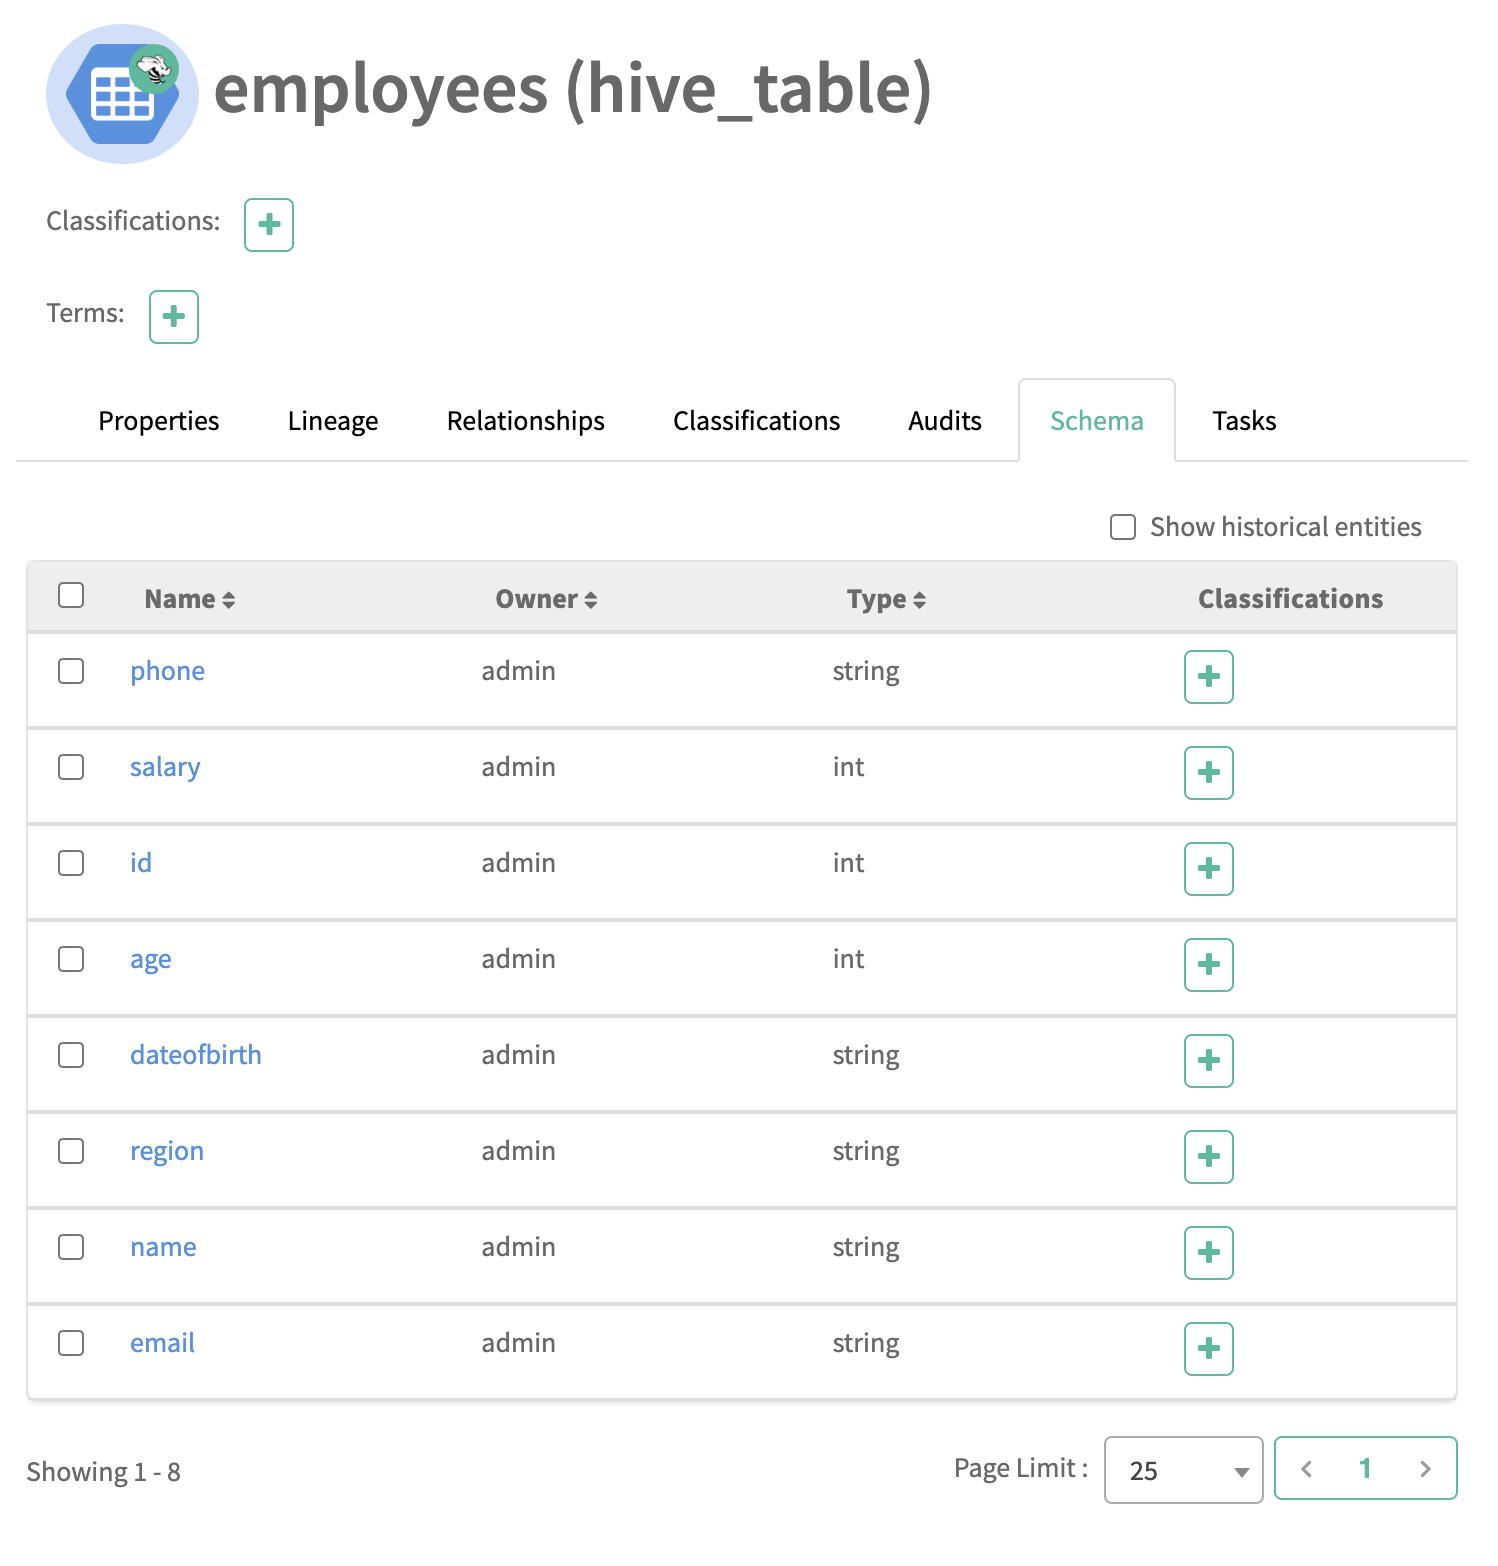 employees (hive_table)
Classifications:
Terms:
Properties Lineage Relationships Classifications Audits Schema Tasks
Show historical entities
Name Owner Type Classifications
phone admin string
salary admin int
id admin int
age admin int
dateofbirth admin string
region admin string
name admin string
email admin string
Showing 1 - 8 Page Limit : 25 < 1 >